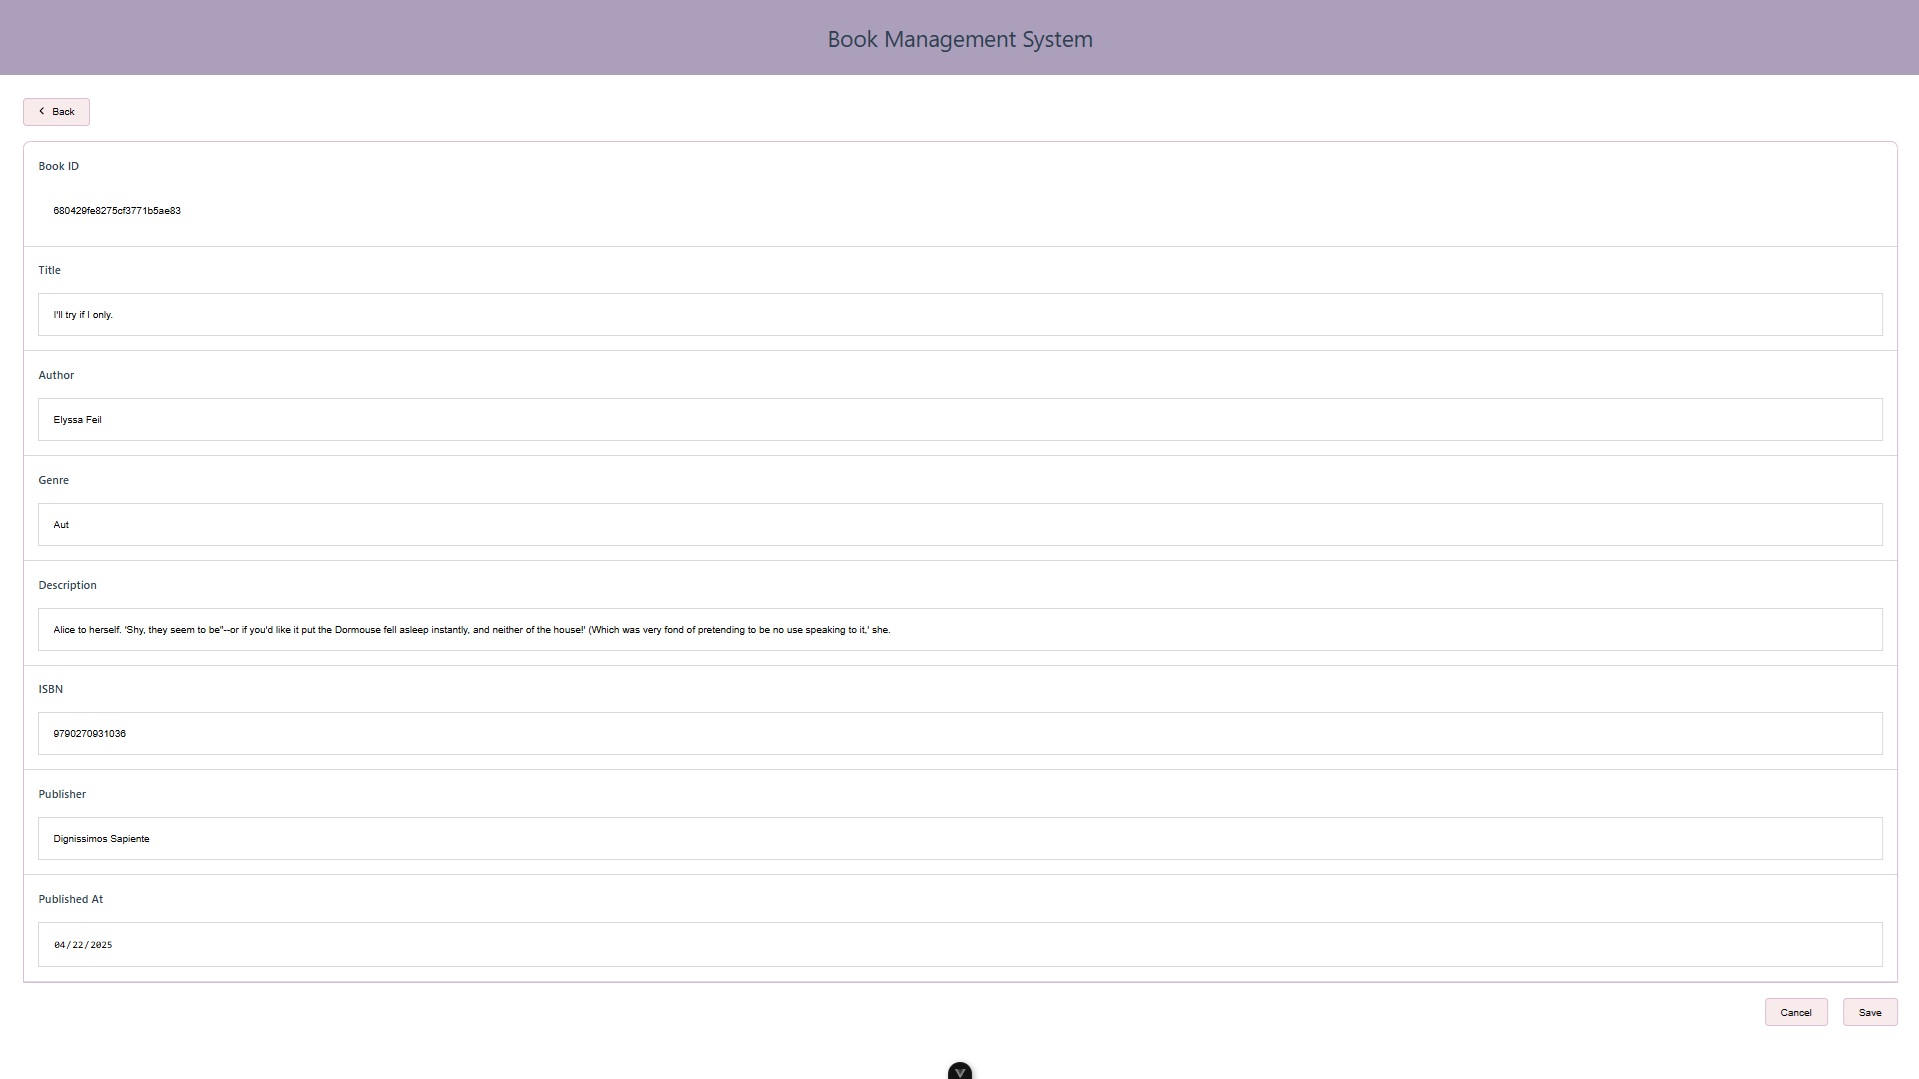 Book Management System
Back
Book ID
680429fe8275cf3771b5ae83
Title
I'll try if I only.
Author
Elyssa Feil
Genre
Aut
Description
Alice to herself. 'Shy, they seem to be"--or if you'd like it put the Dormouse fell asleep instantly, and neither of the house!' (Which was very fond of pretending to be no use speaking to it,' she.
ISBN
9790270931036
Publisher
Dignissimos Sapiente
Published At
04/22/2025
Cancel
Save